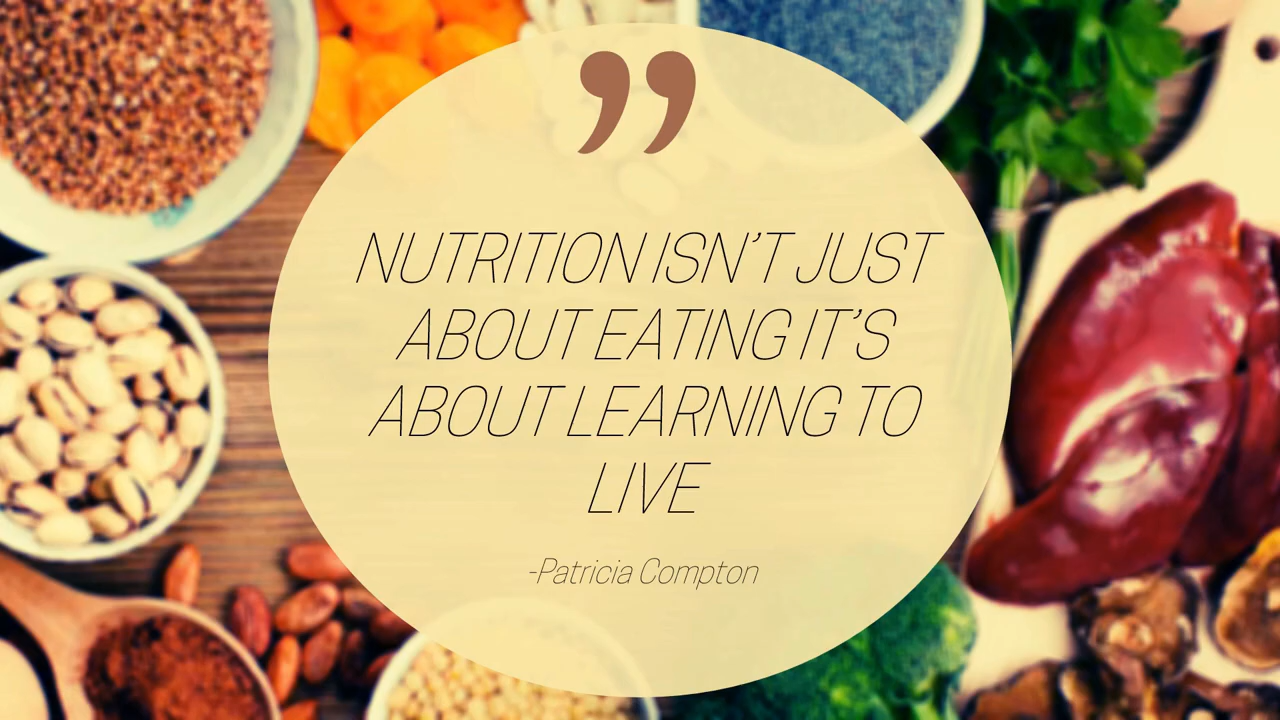 ”
NUTRITION ISN’T JUST
ABOUT EATING IT’S
ABOUT LEARNING TO
LIVE
-Patricia Compton